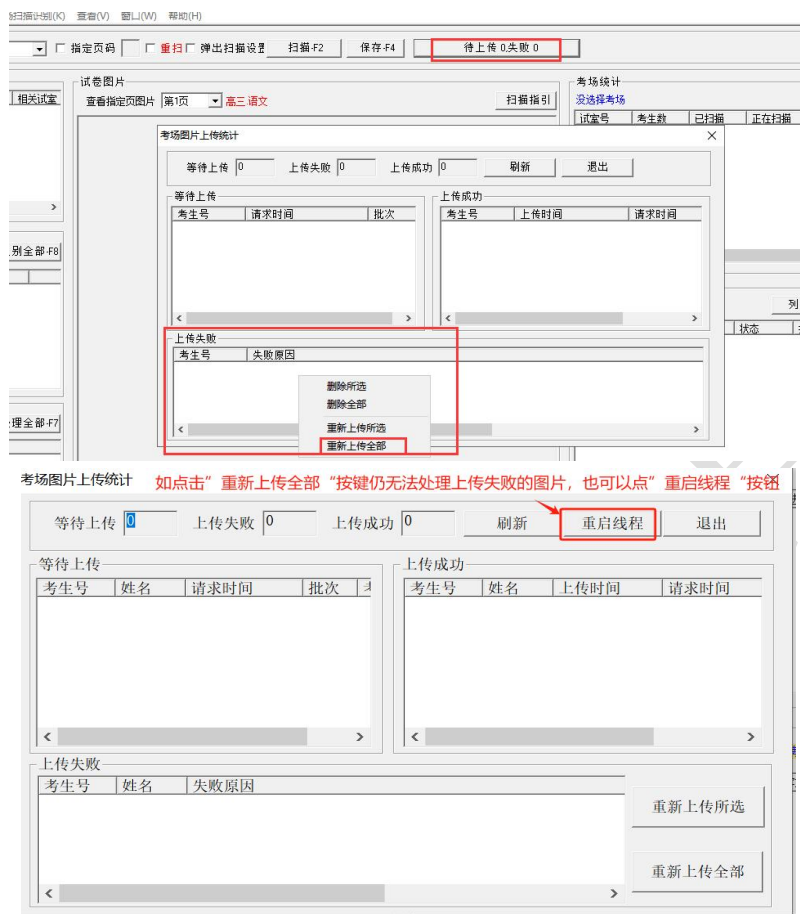 扫描识别(K) 查看(V) 窗口(W) 帮助(H)
指定页码 重扫 弹出扫描设置 扫描-F2 保存-F4 待上传 0,失败 0
试卷图片 考场统计
相关试室 查看指定页图片 第1页 高三.语文 扫描指引 没选择考场
试室号 考生数 已扫描 正在扫描
考场图片上传统计
等待上传 0 上传失败 0 上传成功 0 刷新 退出
等待上传 上传成功
考生号 请求时间 批次 考生号 上传时间 请求时间
别全部-F8
列
状态
上传失败
考生号 失败原因
删除所选
删除全部
理全部-F7
重新上传所选
重新上传全部
考场图片上传统计 如点击”重新上传全部“按键仍无法处理上传失败的图片，也可以点”重启线程“按钮
等待上传 0 上传失败 0 上传成功 0 刷新 重启线程 退出
等待上传 上传成功
考生号 姓名 请求时间 批次 考生号 姓名 上传时间 请求时间
上传失败
考生号 姓名 失败原因
重新上传所选
重新上传全部